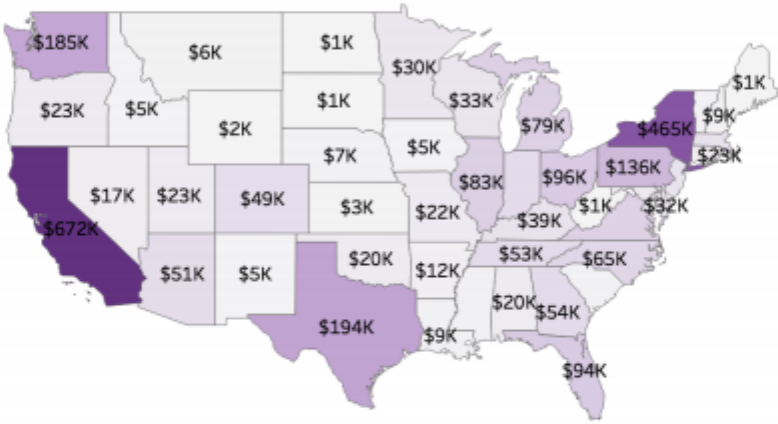 $185K
$6K
$1K
$30K
$1K
$23K
$5K
$1K
$33K
$79K
$9K
$465K
$2K
$5K
$23K
$7K
$136K
$17K
$23K
$49K
$83K
$96K
$3K
$22K
$1K
$32K
$39K
$672K
$53K
$65K
$51K
$5K
$20K
$12K
$20K
$54K
$194K
$9K
$94K